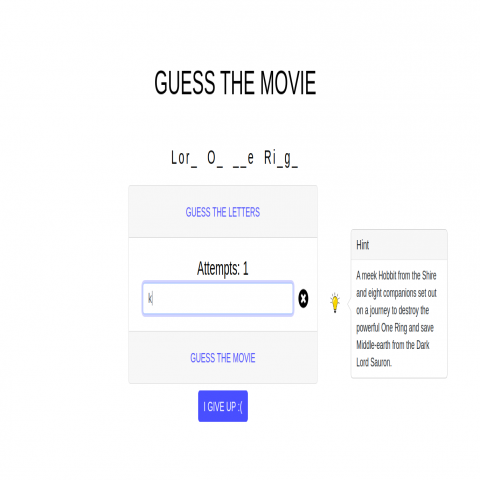 GUESS THE MOVIE
Lor_ O_ __e Ri_g_
GUESS THE LETTERS
Attempts: 1
k
GUESS THE MOVIE
I GIVE UP :(
Hint
A meek Hobbit from the Shire
and eight companions set out
on a journey to destroy the
powerful One Ring and save
Middle-earth from the Dark
Lord Sauron.